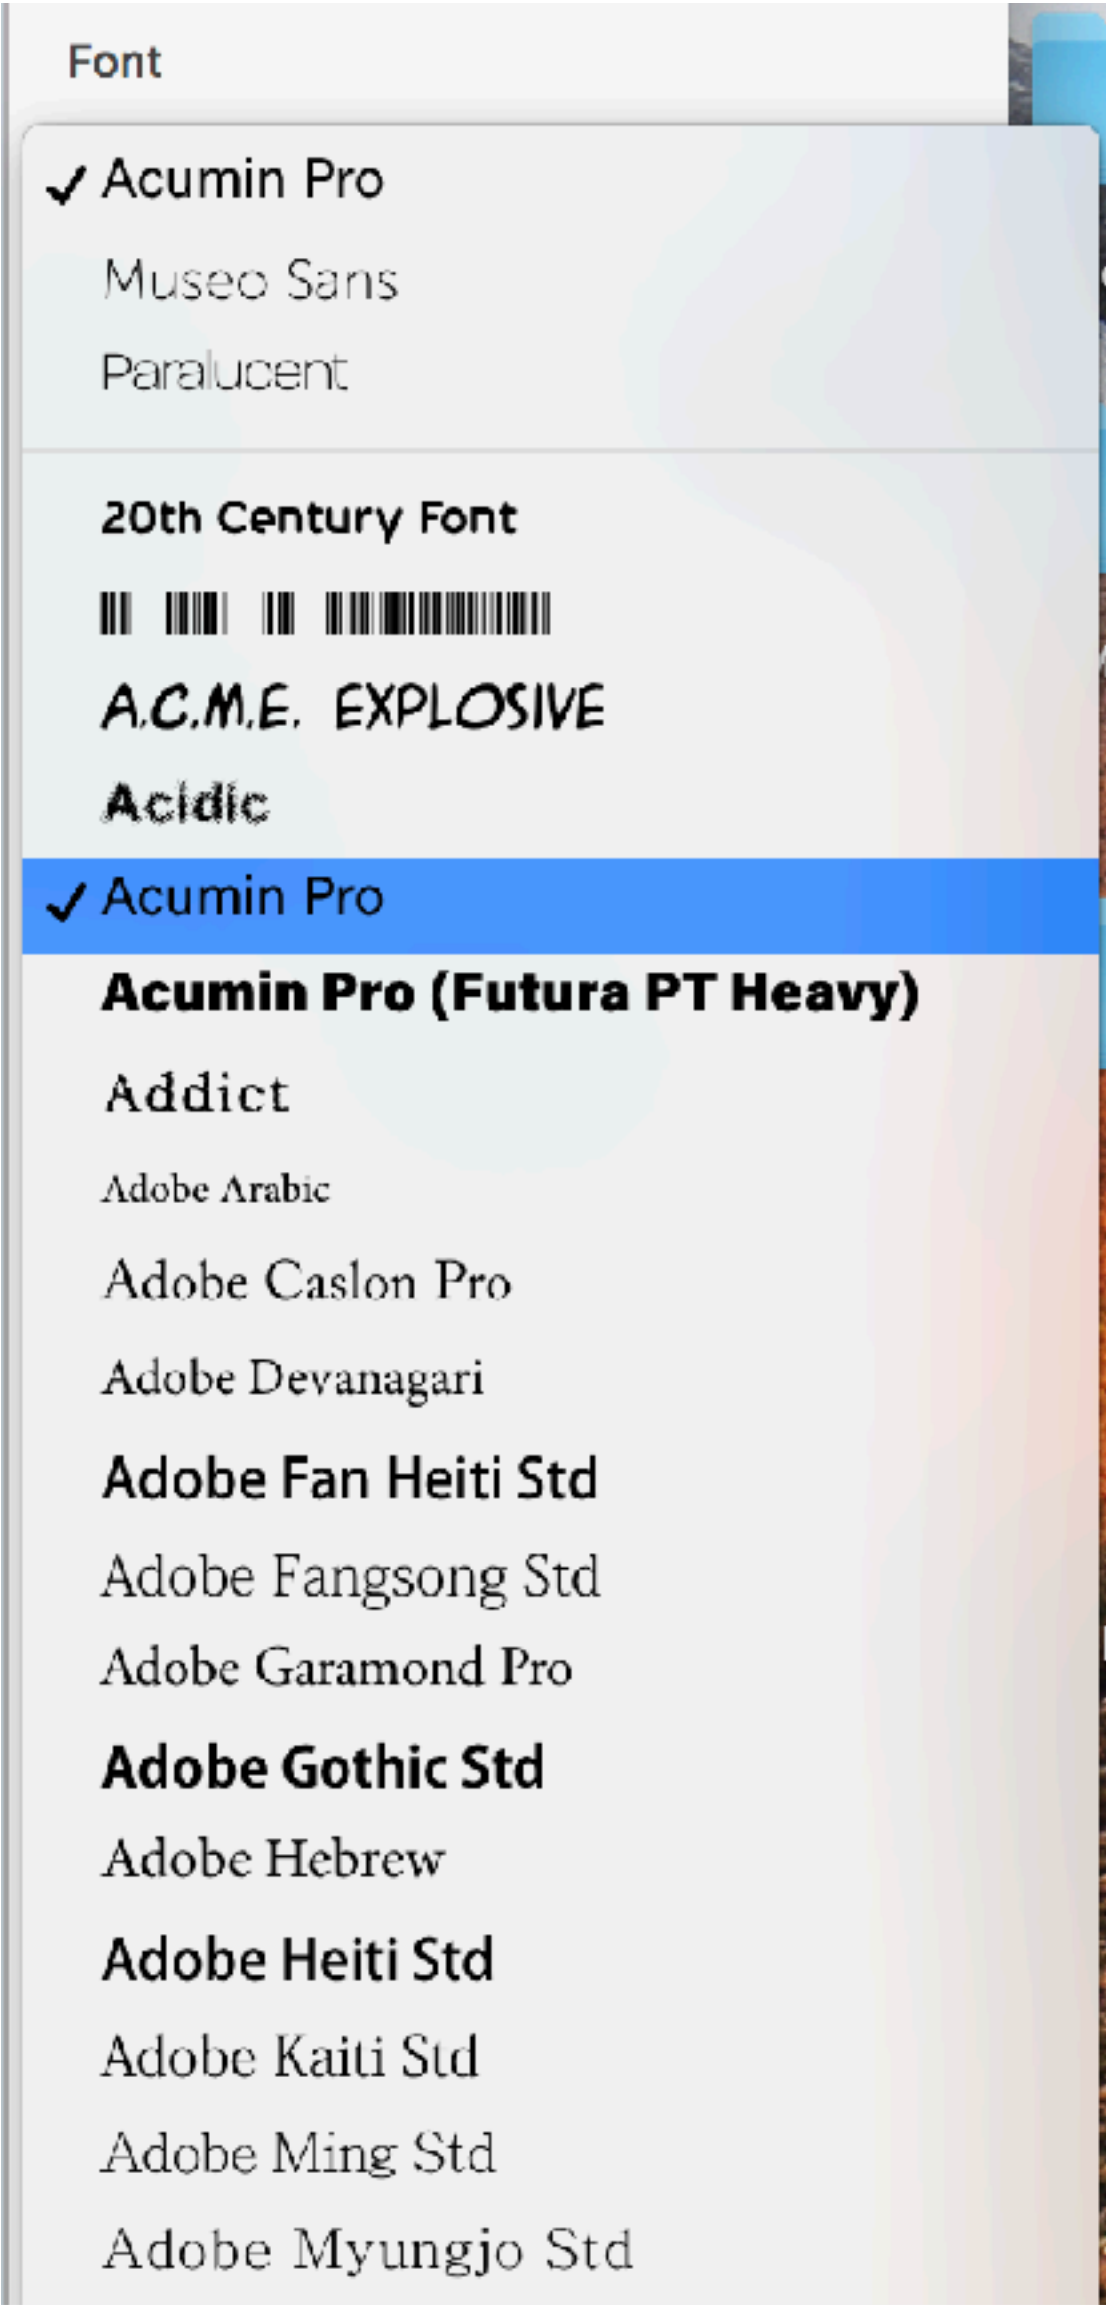 Font
✓ Acumin Pro
Museo Sans
Paralucent
20th Century Font
A.C.M.E. EXPLOSIVE
Acidic
✓ Acumin Pro
Acumin Pro (Futura PT Heavy)
Addict
Adobe Arabic
Adobe Caslon Pro
Adobe Devanagari
Adobe Fan Heiti Std
Adobe Fangsong Std
Adobe Garamond Pro
Adobe Gothic Std
Adobe Hebrew
Adobe Heiti Std
Adobe Kaiti Std
Adobe Ming Std
Adobe Myungjo Std